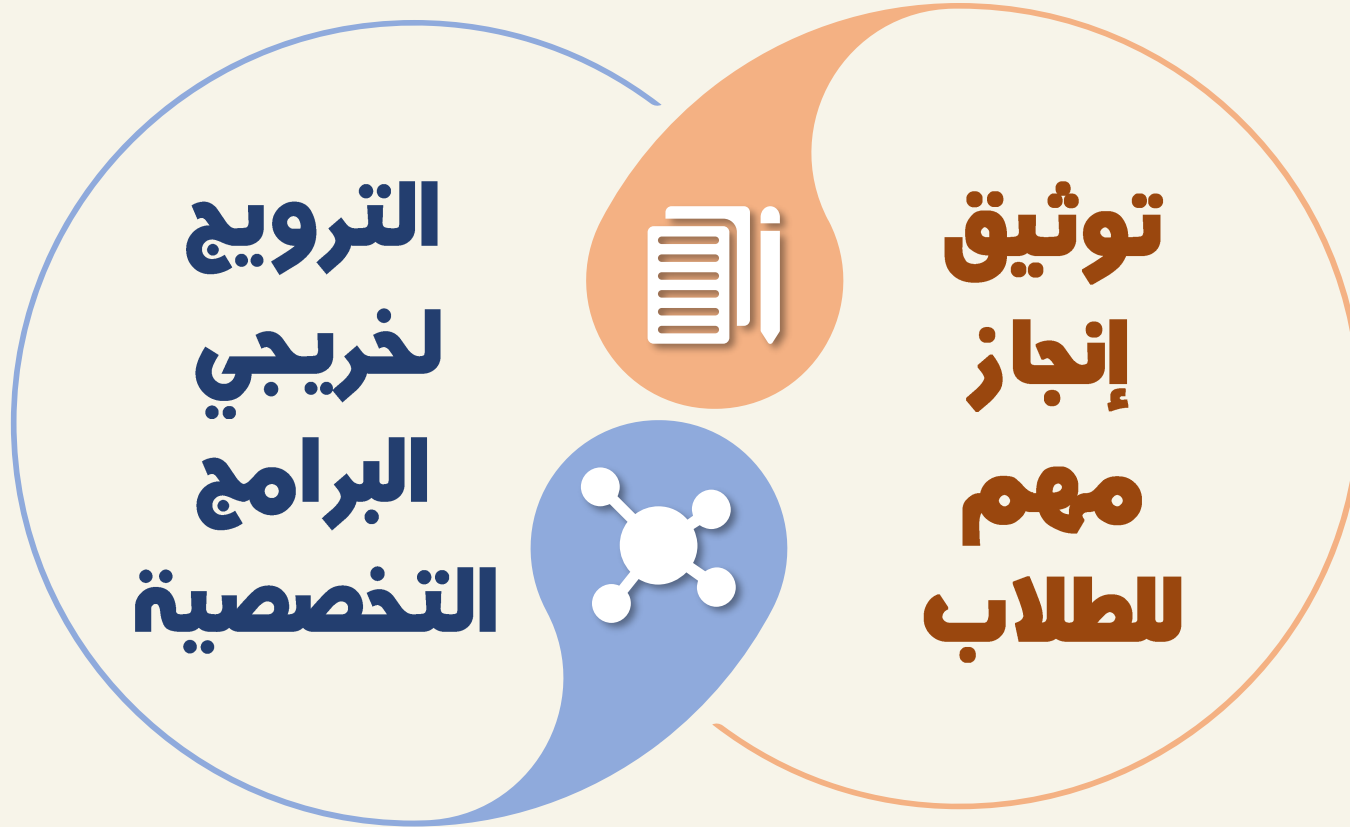 توثيق
إنجاز
مهم
للطلاب
الترويج
لخريجي
البرامج
التخصصية